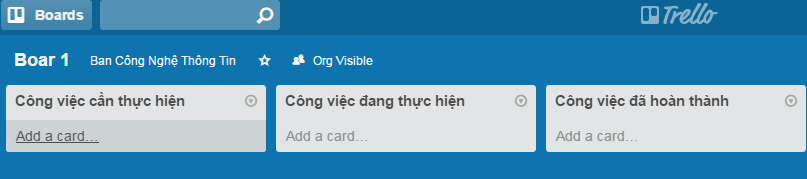 Boards
Trello
Boar 1 Ban Công Nghệ Thông Tin Org Visible
Công việc cần thực hiện
Add a card...
Công việc đang thực hiện
Add a card...
Công việc đã hoàn thành
Add a card...